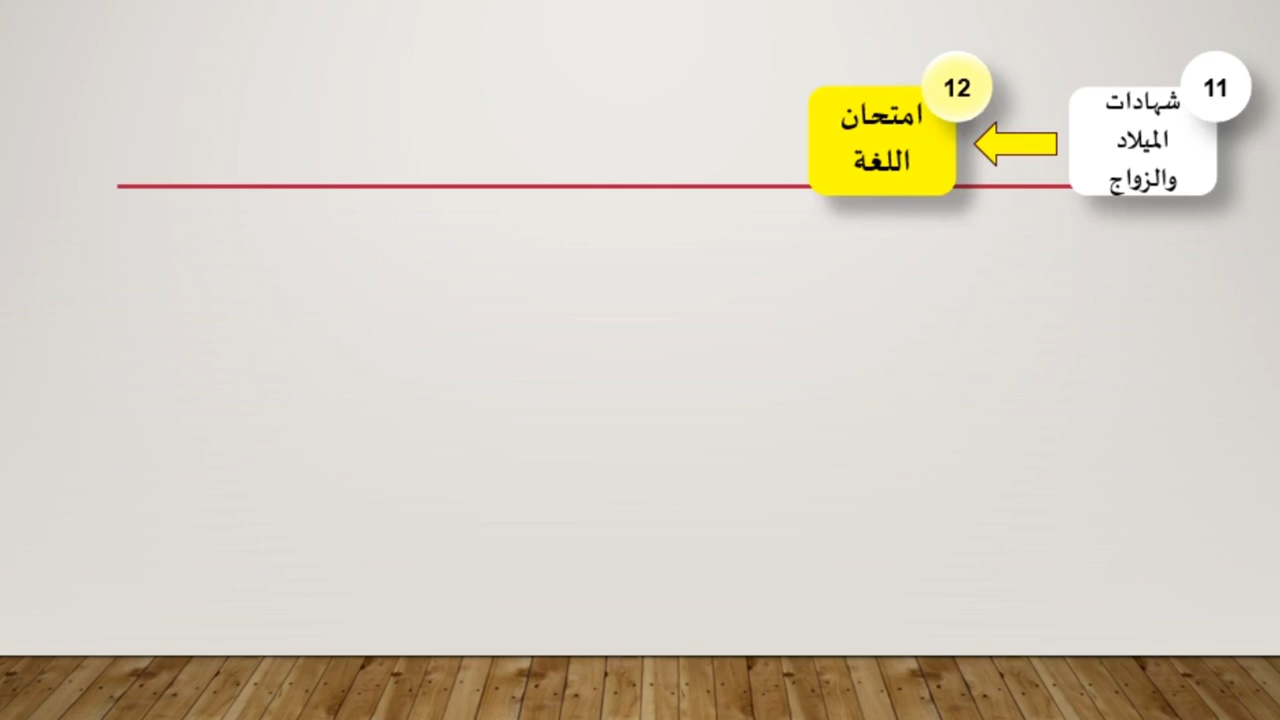 11
شهادات
الميلاد
والزواج
12
امتحان
اللغة